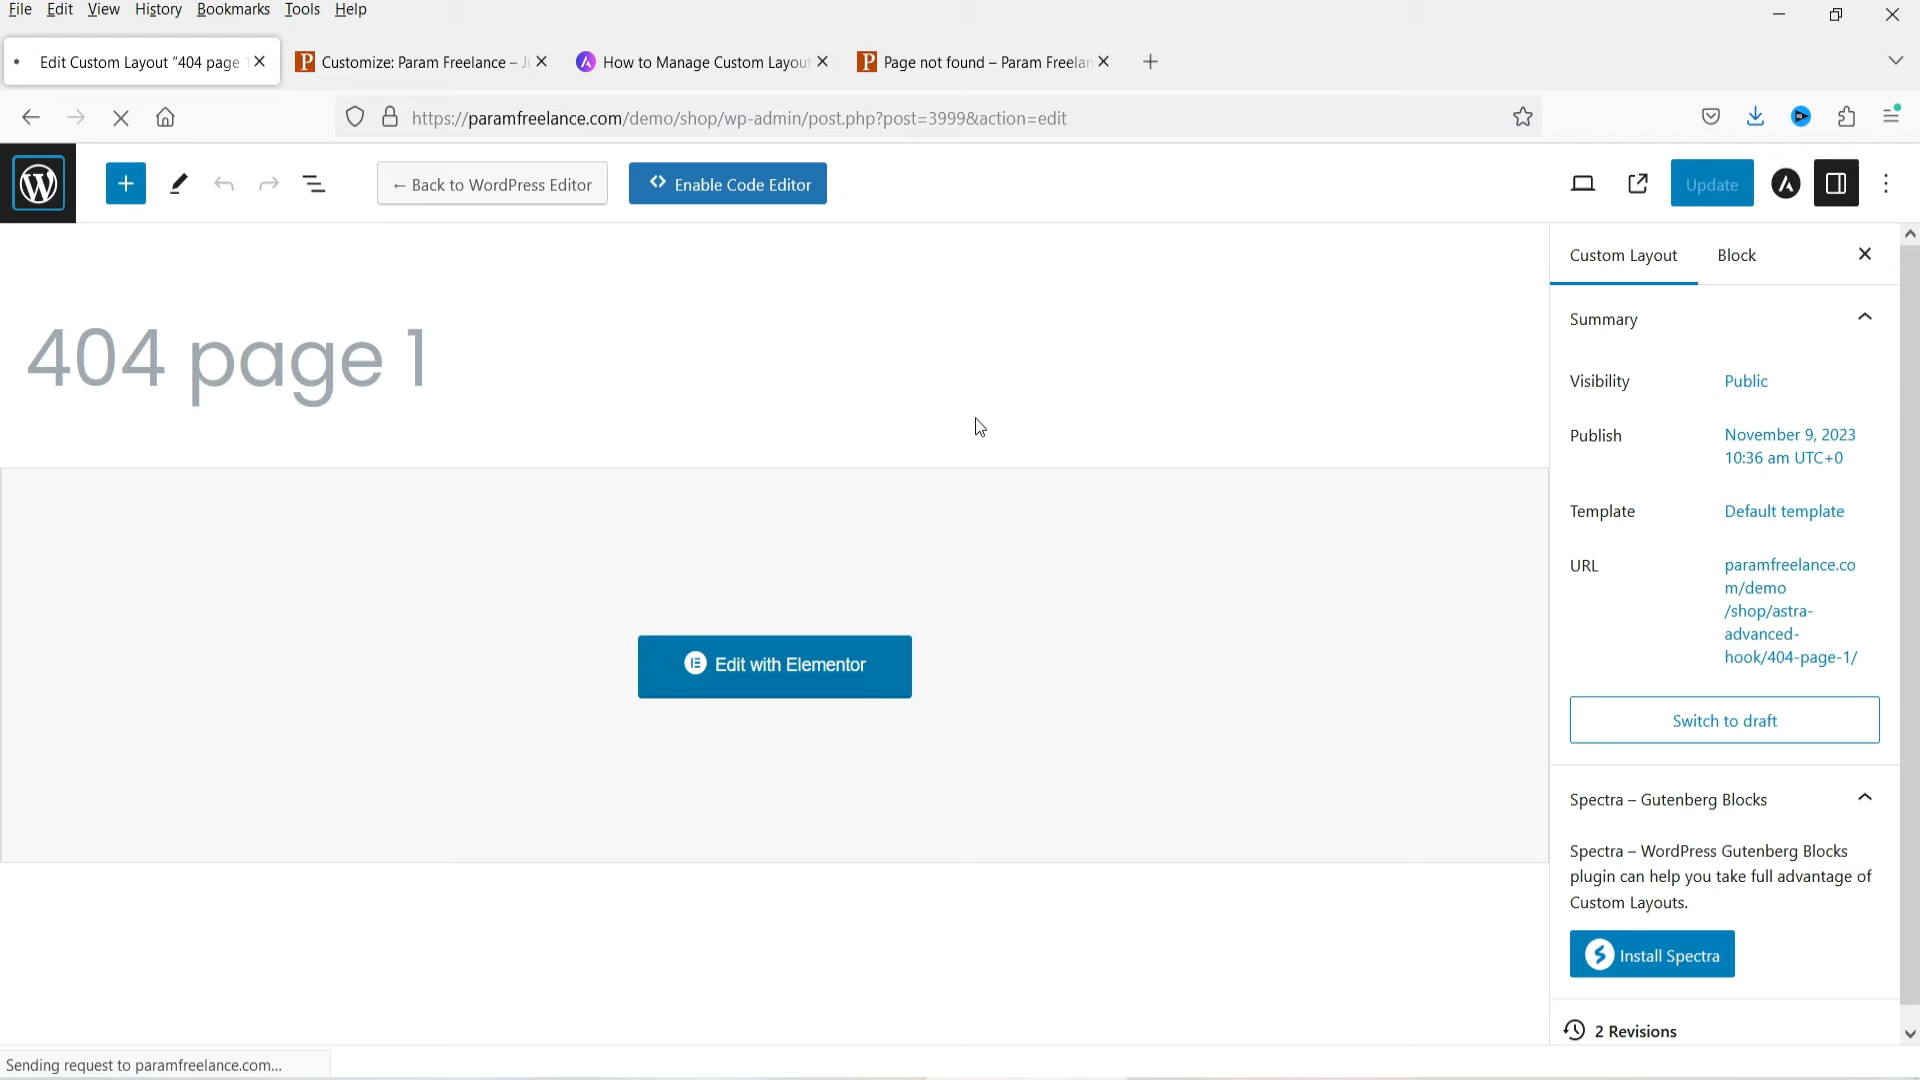 File Edit View History Bookmarks Tools Help
Edit Custom Layout "404 page
Customize: Param Freelance –
How to Manage Custom Layou
Page not found – Param Freela
https://paramfreelance.com/demo/shop/wp-admin/post.php?post=3999&action=edit
← Back to WordPress Editor
Enable Code Editor
Update
404 page 1
Edit with Elementor
Custom Layout
Block
Summary
Visibility
Public
Publish
November 9, 2023
10:36 am UTC+0
Template
Default template
URL
paramfreelance.co
m/demo
/shop/astra-
advanced-
hook/404-page-1/
Switch to draft
Spectra – Gutenberg Blocks
Spectra – WordPress Gutenberg Blocks
plugin can help you take full advantage of
Custom Layouts.
Install Spectra
2 Revisions
Sending request to paramfreelance.com...